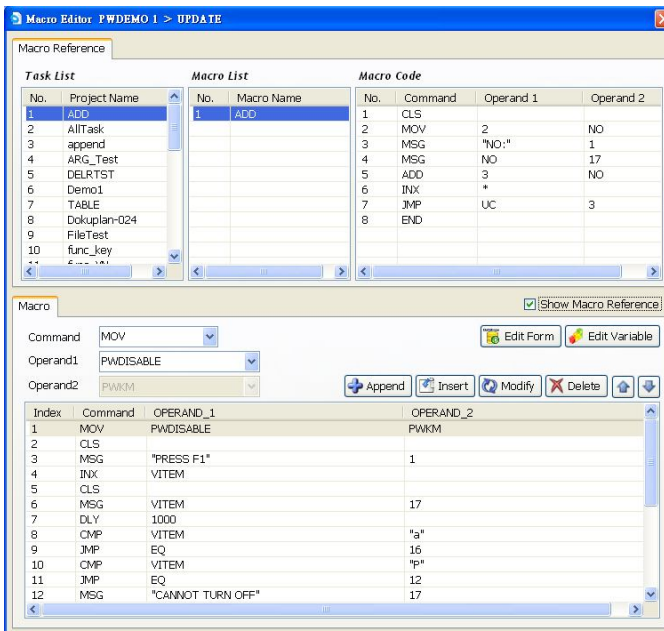 Macro Editor PWDEMO 1 > UPDATE
Macro Reference
Task List Macro List Macro Code
No. Project Name No. Macro Name No. Command Operand 1 Operand 2
1 ADD 1 ADD 1 CLS
2 AllTask 2 MOV 2 NO
3 append 3 MSG "NO:" 1
4 ARG_Test 4 MSG NO 17
5 DELRTST 5 ADD 3 NO
6 Demo1 6 INX *
7 TABLE 7 JMP UC 3
8 Dokuplan-024 8 END
9 FileTest
10 func_key
Macro Show Macro Reference
Command MOV Edit Form Edit Variable
Operand1 PWDISABLE
Operand2 PWKM Append Insert Modify Delete
Index Command OPERAND_1 OPERAND_2
1 MOV PWDISABLE PWKM
2 CLS
3 MSG "PRESS F1" 1
4 INX VITEM
5 CLS
6 MSG VITEM 17
7 DLY 1000
8 CMP VITEM "a"
9 JMP EQ 16
10 CMP VITEM "P"
11 JMP EQ 12
12 MSG "CANNOT TURN OFF" 17